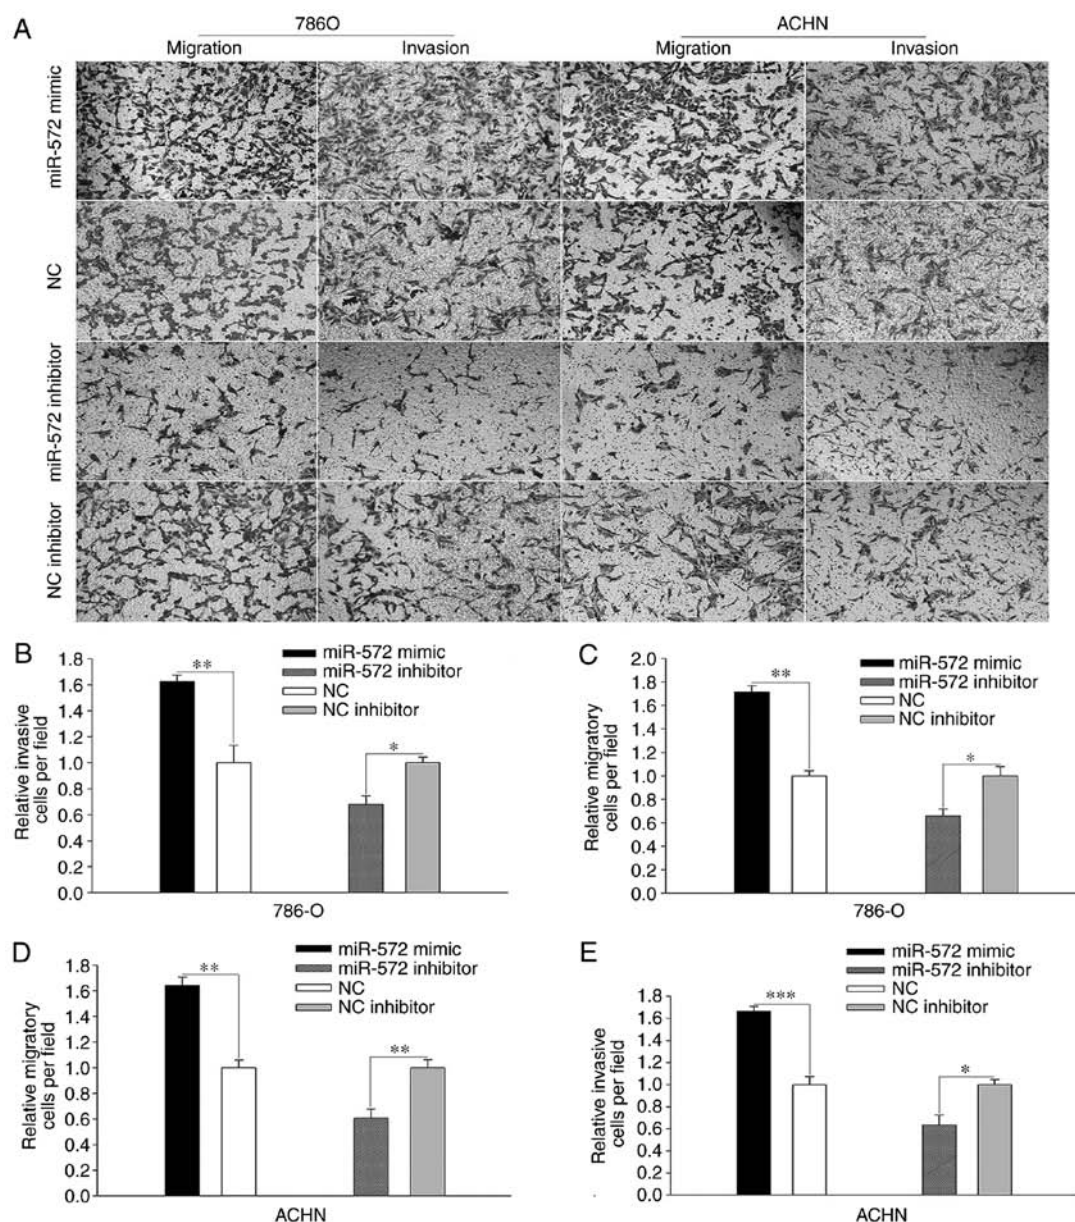 A
786O
ACHN
Migration
Invasion
Migration
Invasion
miR-572 mimic
NC
miR-572 inhibitor
NC inhibitor
B
Relative invasive
cells per field
1.8
1.6
1.4
1.2
1.0
0.8
0.6
0.4
0.2
0.0
**
*
miR-572 mimic
miR-572 inhibitor
NC
NC inhibitor
786-O
C
Relative migratory
cells per field
2.0
1.8
1.6
1.4
1.2
1.0
0.8
0.6
0.4
0.2
0.0
**
*
miR-572 mimic
miR-572 inhibitor
NC
NC inhibitor
786-O
D
Relative migratory
cells per field
1.8
1.6
1.4
1.2
1.0
0.8
0.6
0.4
0.2
0.0
**
**
miR-572 mimic
miR-572 inhibitor
NC
NC inhibitor
ACHN
E
Relative invasive
cells per field
1.8
1.6
1.4
1.2
1.0
0.8
0.6
0.4
0.2
0.0
***
*
miR-572 mimic
miR-572 inhibitor
NC
NC inhibitor
ACHN